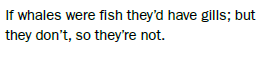 If whales were fish they’d have gills; but
they don’t, so they’re not.